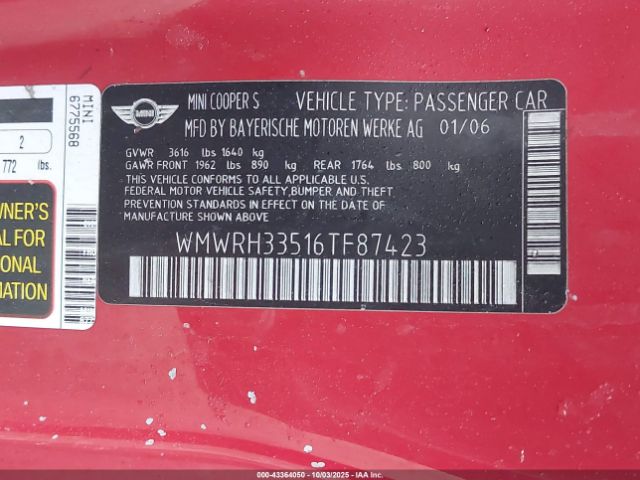 MINI
6775568
2
772 lbs.
WNER'S
AL FOR
IONAL
MATION
MINI
MINI COOPER S VEHICLE TYPE: PASSENGER CAR
MFD BY BAYERISCHE MOTOREN WERKE AG 01/06
GVWR 3616 lbs 1640 kg
GAWR FRONT 1962 lbs 890 kg REAR 1764 lbs 800 kg
THIS VEHICLE CONFORMS TO ALL APPLICABLE U.S.
FEDERAL MOTOR VEHICLE SAFETY,BUMPER AND THEFT
PREVENTION STANDARDS IN EFFECT ON THE DATE OF
MANUFACTURE SHOWN ABOVE.
WMWRH33516TF87423
000-43364050 - 10/03/2025 - Copyright © IAA